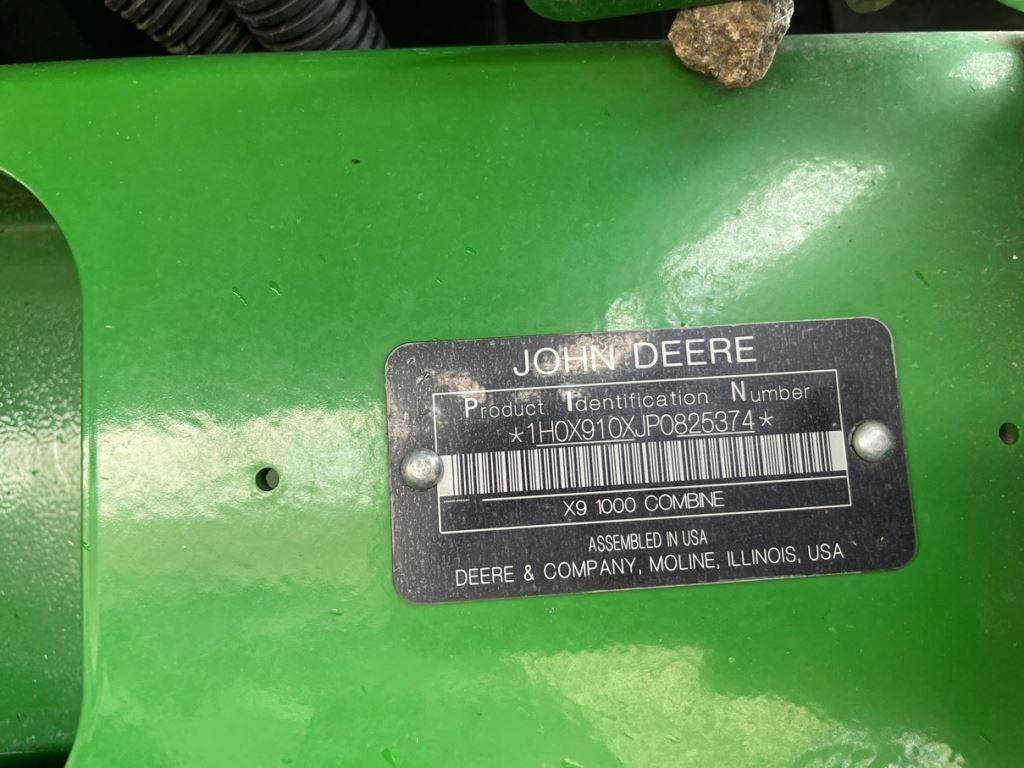 JOHN DEERE
Product Identification Number
*1H0X910XJP0825374*
X9 1000 COMBINE
ASSEMBLED IN USA
DEERE & COMPANY, MOLINE, ILLINOIS, USA